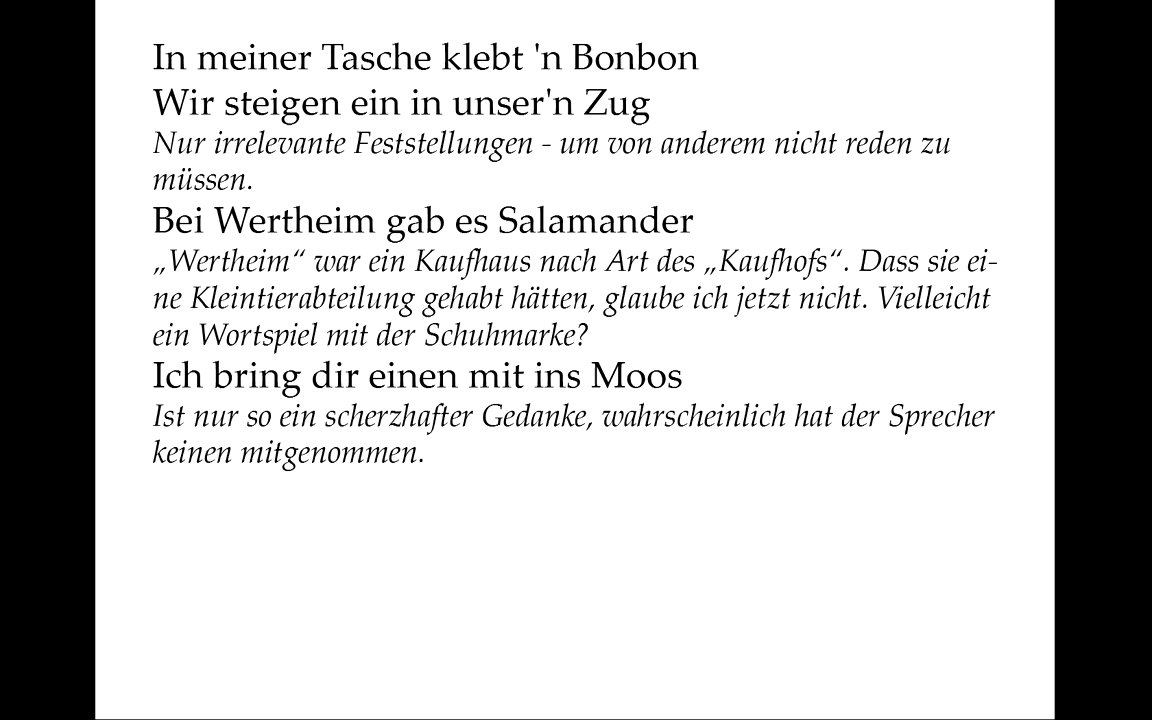 In meiner Tasche klebt 'n Bonbon
Wir steigen ein in unser'n Zug
Nur irrelevante Feststellungen - um von anderem nicht reden zu
müssen.
Bei Wertheim gab es Salamander
„Wertheim“ war ein Kaufhaus nach Art des „Kaufhofs“. Dass sie ei-
ne Kleintierabteilung gehabt hätten, glaube ich jetzt nicht. Vielleicht
ein Wortspiel mit der Schuhmarke?
Ich bring dir einen mit ins Moos
Ist nur so ein scherzhafter Gedanke, wahrscheinlich hat der Sprecher
keinen mitgenommen.